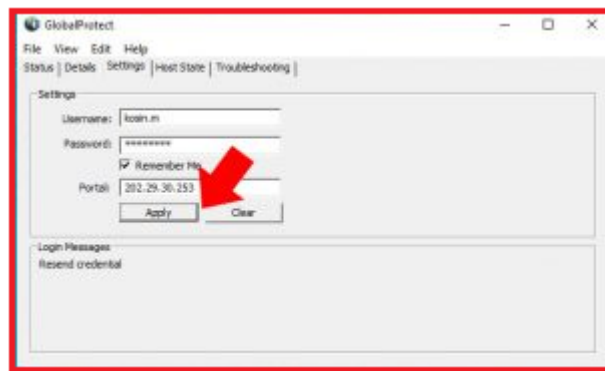 GlobalProtect
File View Edit Help
Status Details Settings Host State Troubleshooting
Settings
Username: kosin.m
Password: ********
Remember Me
Portal: 202.29.30.253
Apply Clear
Login Messages
Resend credential